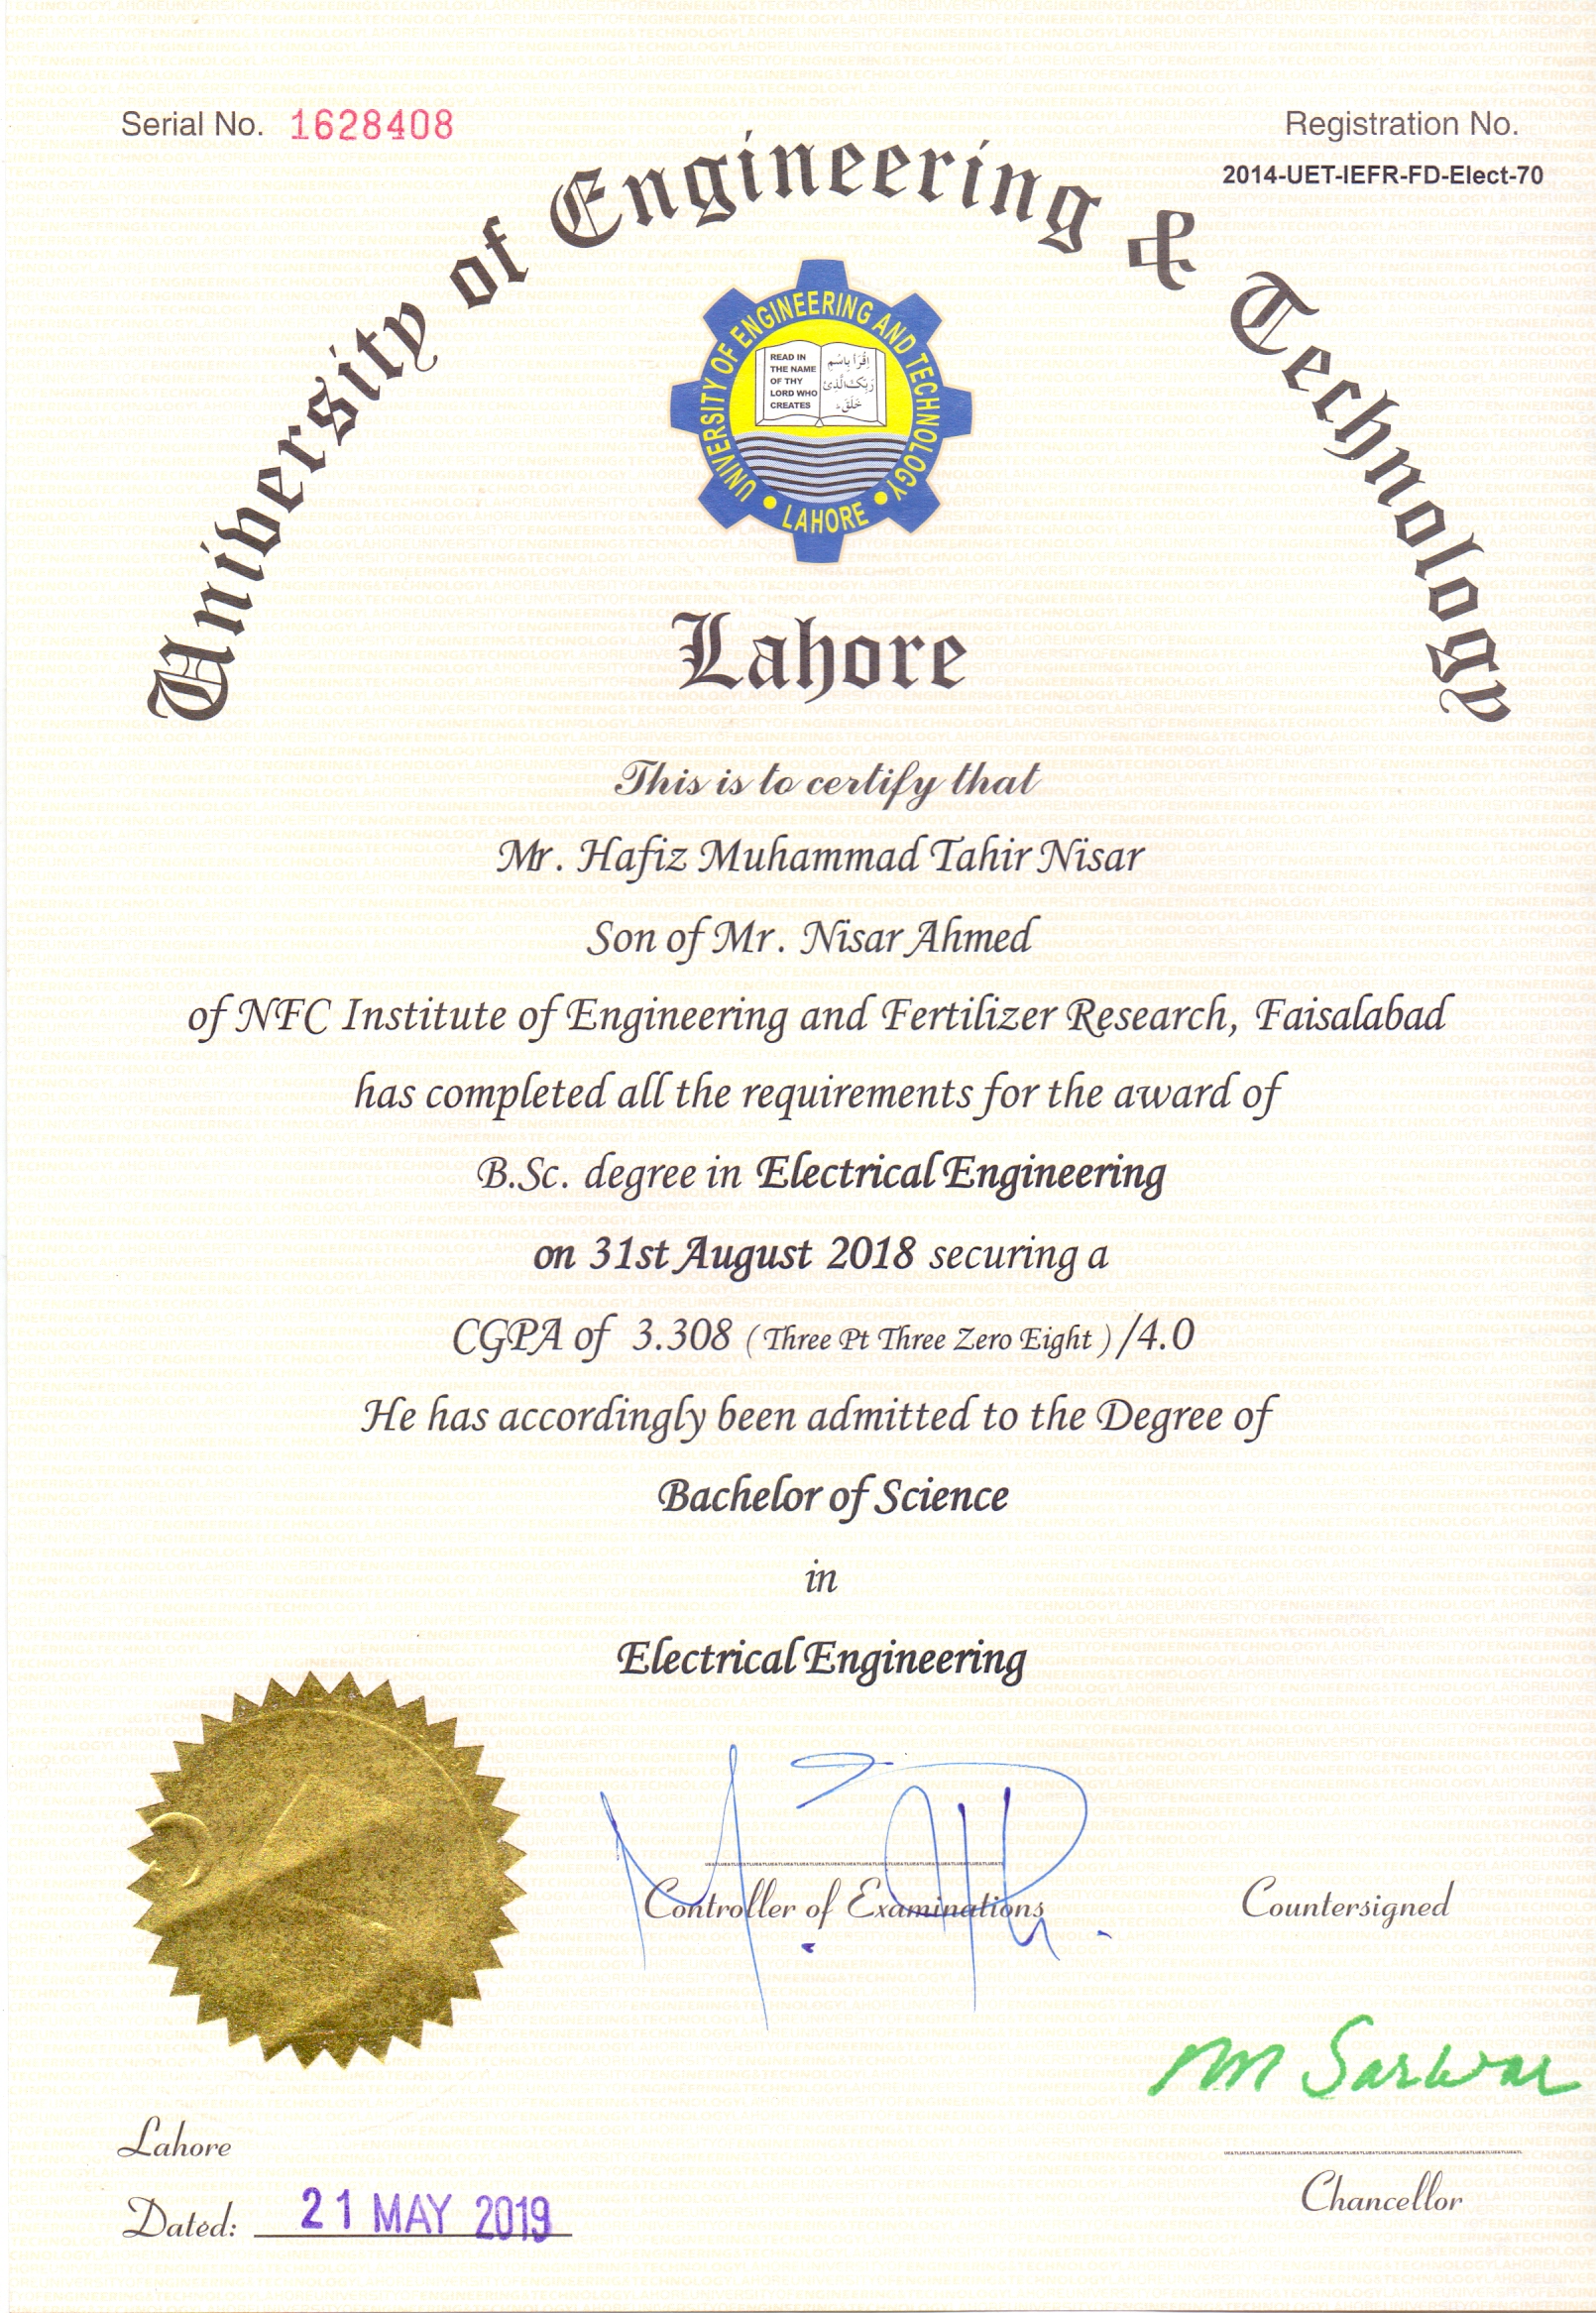 Serial No. 1628408
Registration No.
2014-UET-IEFR-FD-Elect-70
University of Engineering & Technology
UNIVERSITY OF ENGINEERING AND TECHNOLOGY
READ IN
THE NAME
OF THY
LORD WHO
CREATES
اِقْرَأ بِاسْمِ
رَبِّكَ الَّذِىْ
خَلَقَ
LAHORE
Lahore
This is to certify that
Mr. Hafiz Muhammad Tahir Nisar
Son of Mr. Nisar Ahmed
of NFC Institute of Engineering and Fertilizer Research, Faisalabad
has completed all the requirements for the award of
B.Sc. degree in Electrical Engineering
on 31st August 2018 securing a
CGPA of 3.308 ( Three Pt Three Zero Eight ) /4.0
He has accordingly been admitted to the Degree of
Bachelor of Science
in
Electrical Engineering
Controller of Examinations
Countersigned
M Sarwar
Lahore
Chancellor
Dated: 21 MAY 2019